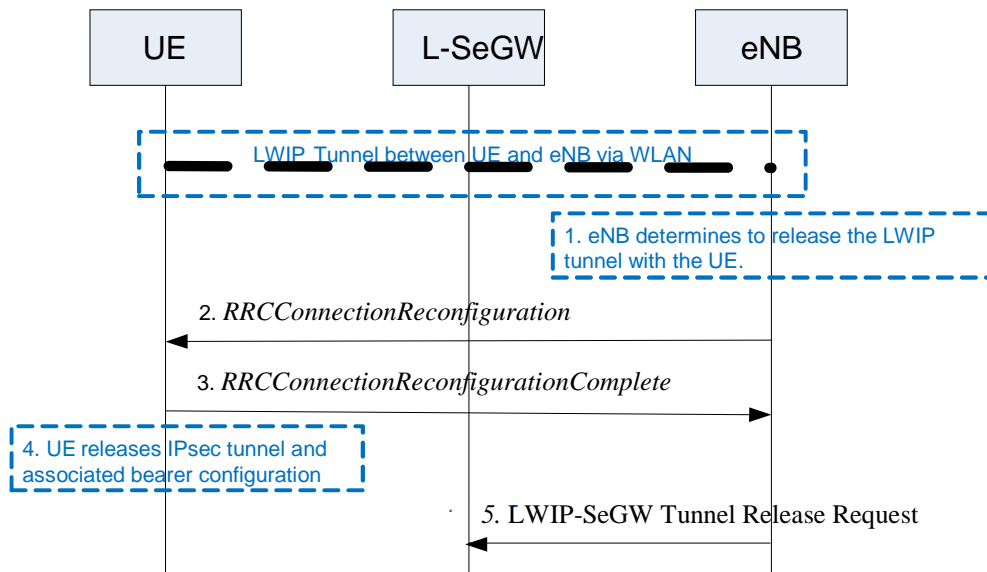 UE
L-SeGW
eNB
LWIP Tunnel between UE and eNB via WLAN
1. eNB determines to release the LWIP
tunnel with the UE.
2. RRCConnectionReconfiguration
3. RRCConnectionReconfigurationComplete
4. UE releases IPsec tunnel and
associated bearer configuration
5. LWIP-SeGW Tunnel Release Request